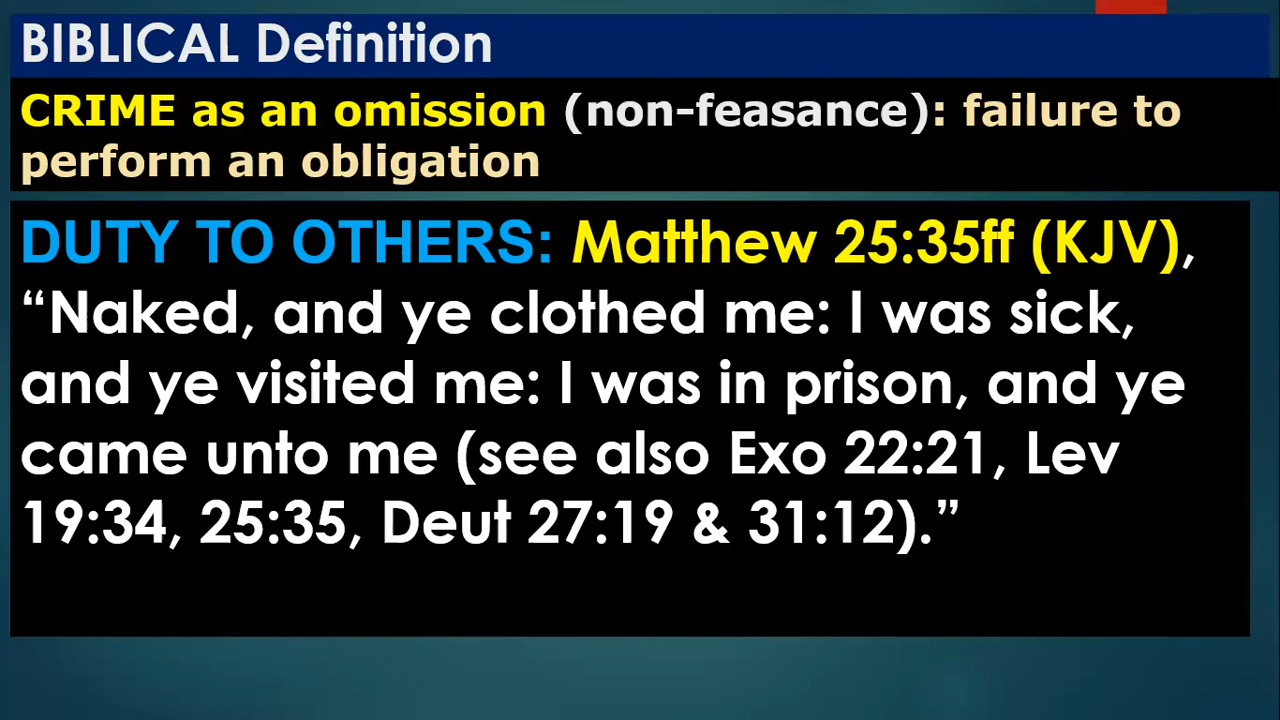 BIBLICAL Definition
CRIME as an omission (non-feasance): failure to
perform an obligation
DUTY TO OTHERS: Matthew 25:35ff (KJV),
“Naked, and ye clothed me: I was sick,
and ye visited me: I was in prison, and ye
came unto me (see also Exo 22:21, Lev
19:34, 25:35, Deut 27:19 & 31:12).”